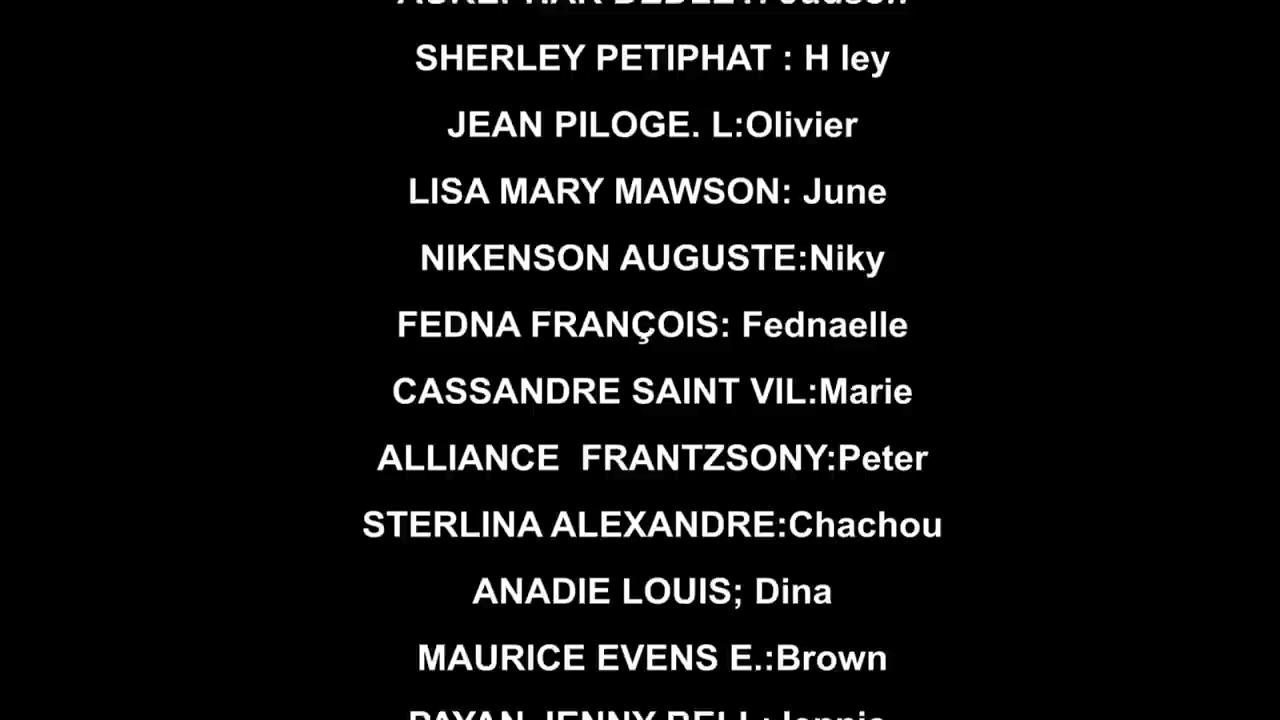 SHERLEY PETIPHAT : H ley
JEAN PILOGE. L:Olivier
LISA MARY MAWSON: June
NIKENSON AUGUSTE:Niky
FEDNA FRANÇOIS: Fednaelle
CASSANDRE SAINT VIL:Marie
ALLIANCE  FRANTZSONY:Peter
STERLINA ALEXANDRE:Chachou
ANADIE LOUIS; Dina
MAURICE EVENS E.:Brown